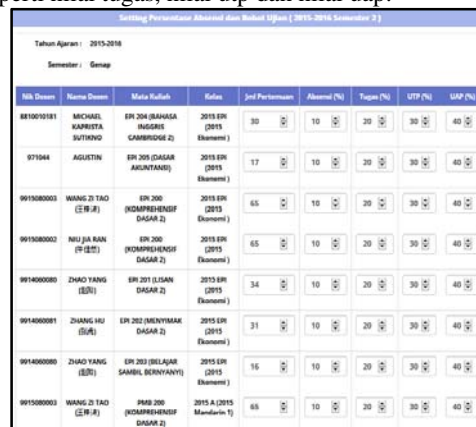 seperti nilai tugas, nilai utp dan nilai uap.
Setting Persentase Absensi dan Bobot Ujian ( 2015-2016 Semester 2 )
Tahun Ajaran : 2015-2016
Semester : Genap
Nik Dosen Nama Dosen Mata Kuliah Kelas Jml Pertemuan Absensi (%) Tugas (%) UTP (%) UAP (%)
8810010181 MICHAEL KAPRISTA SUTIKNO EPI 204 (BAHASA INGGRIS CAMBRIDGE 2) 2015 EPI (2015 Ekonomi ) 30 10 20 30 40
971044 AGUSTIN EPI 205 (DASAR AKUNTANSI) 2015 EPI (2015 Ekonomi ) 17 10 20 30 40
9915080003 WANG ZI TAO EPI 200 (KOMPREHENSIF DASAR 2) 2015 EPI (2015 Ekonomi ) 65 10 20 30 40
9915080002 NIU JIA RAN EPI 200 (KOMPREHENSIF DASAR 2) 2015 EPI (2015 Ekonomi ) 65 10 20 30 40
9914060080 ZHAO YANG EPI 201 (LISAN DASAR 2) 2015 EPI (2015 Ekonomi ) 34 10 20 30 40
9914060081 ZHANG HU EPI 202 (MENYIMAK DASAR 2) 2015 EPI (2015 Ekonomi ) 31 10 20 30 40
9914060080 ZHAO YANG EPI 203 (BELAJAR SAMBIL BERNYANYI) 2015 EPI (2015 Ekonomi ) 16 10 20 30 40
9915080003 WANG ZI TAO PMB 200 (KOMPREHENSIF DASAR 2) 2015 A (2015 Mandarin 1) 65 10 20 30 40